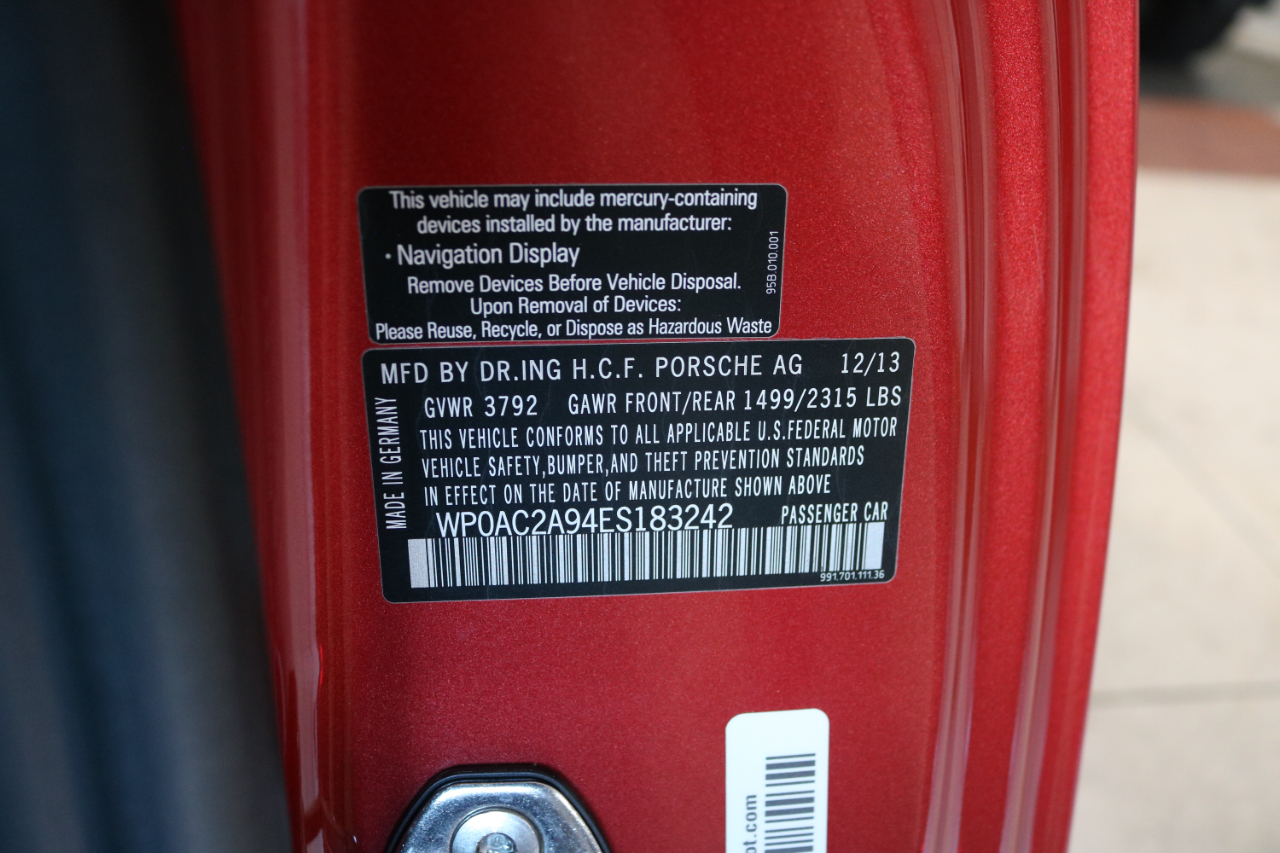 This vehicle may include mercury-containing
devices installed by the manufacturer:
· Navigation Display
Remove Devices Before Vehicle Disposal.
Upon Removal of Devices:
Please Reuse, Recycle, or Dispose as Hazardous Waste
95B.010.001
MFD BY DR.ING H.C.F. PORSCHE AG 12/13
GVWR 3792 GAWR FRONT/REAR 1499/2315 LBS
THIS VEHICLE CONFORMS TO ALL APPLICABLE U.S.FEDERAL MOTOR
VEHICLE SAFETY,BUMPER,AND THEFT PREVENTION STANDARDS
IN EFFECT ON THE DATE OF MANUFACTURE SHOWN ABOVE
MADE IN GERMANY
WP0AC2A94ES183242 PASSENGER CAR
991.701.111.36
ot.com